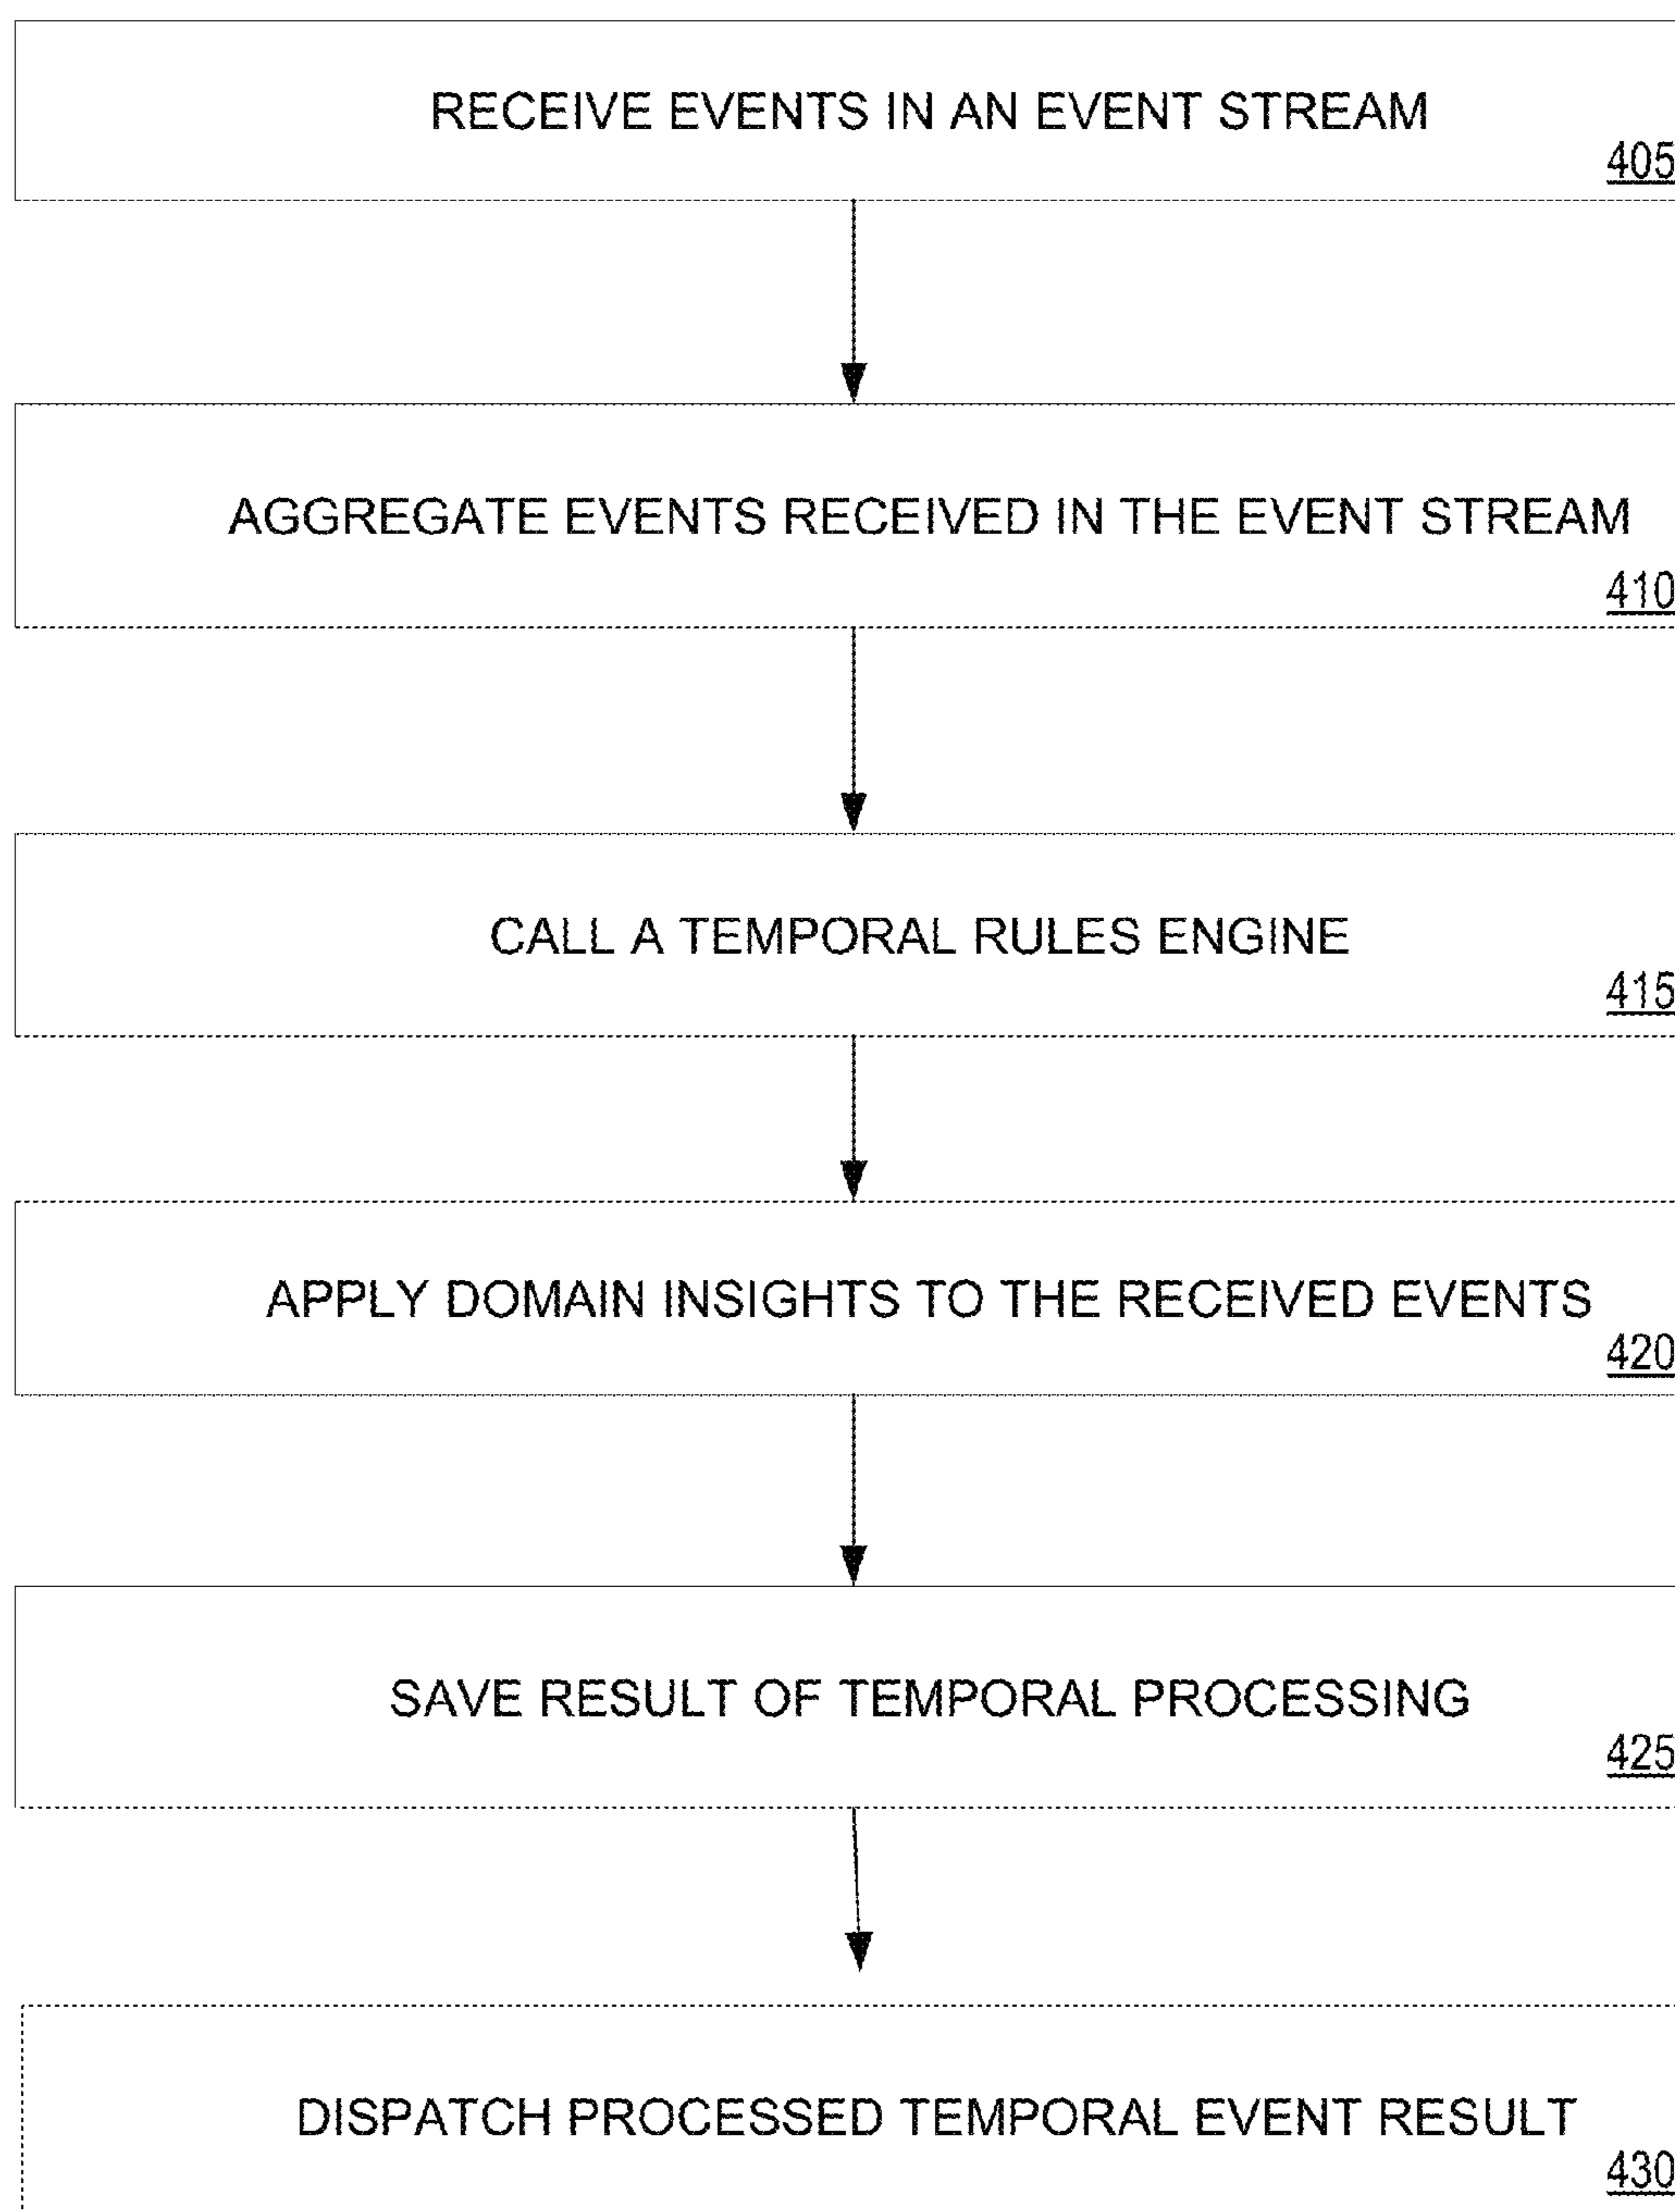 RECEIVE EVENTS IN AN EVENT STREAM
405
AGGREGATE EVENTS RECEIVED IN THE EVENT STREAM
410
CALL A TEMPORAL RULES ENGINE
415
APPLY DOMAIN INSIGHTS TO THE RECEIVED EVENTS
420
SAVE RESULT OF TEMPORAL PROCESSING
425
DISPATCH PROCESSED TEMPORAL EVENT RESULT
430